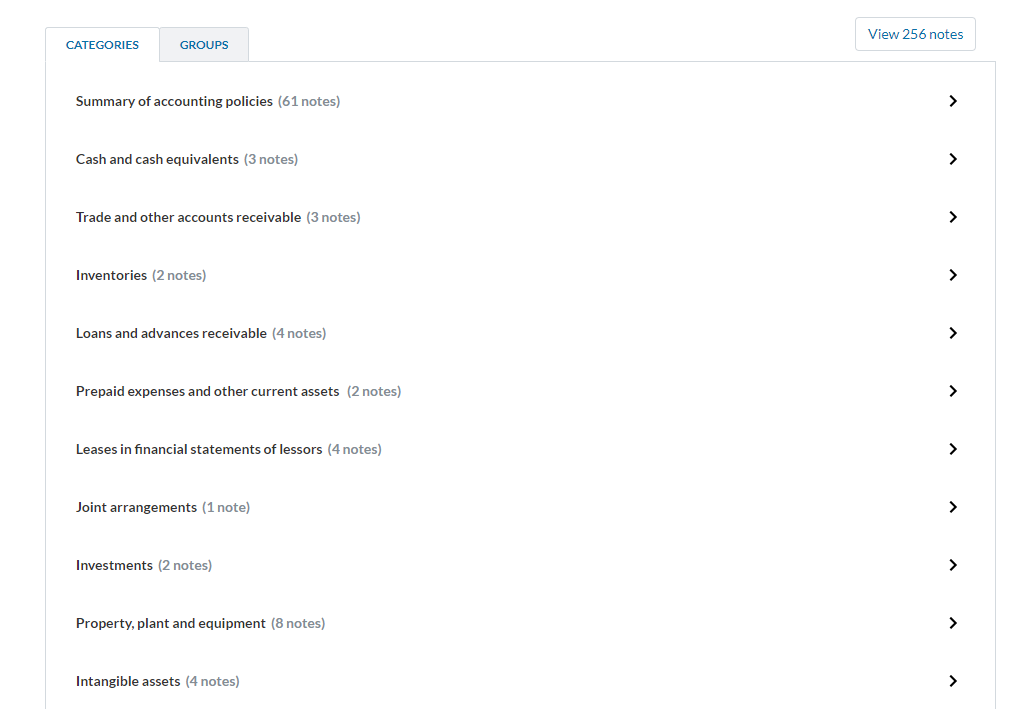 View 256 notes
CATEGORIES GROUPS
Summary of accounting policies (61 notes)
Cash and cash equivalents (3 notes)
Trade and other accounts receivable (3 notes)
Inventories (2 notes)
Loans and advances receivable (4 notes)
Prepaid expenses and other current assets (2 notes)
Leases in financial statements of lessors (4 notes)
Joint arrangements (1 note)
Investments (2 notes)
Property, plant and equipment (8 notes)
Intangible assets (4 notes)